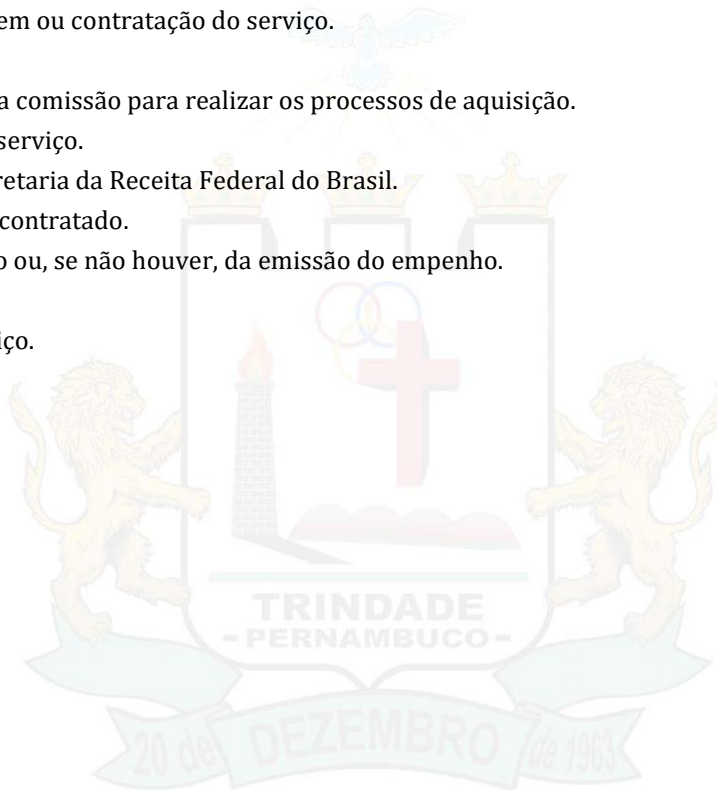 em ou contratação do serviço.
a comissão para realizar os processos de aquisição.
serviço.
retaria da Receita Federal do Brasil.
contratado.
o ou, se não houver, da emissão do empenho.
iço.
TRINDADE
- PERNAMBUCO -
20 de DEZEMBRO de 1963